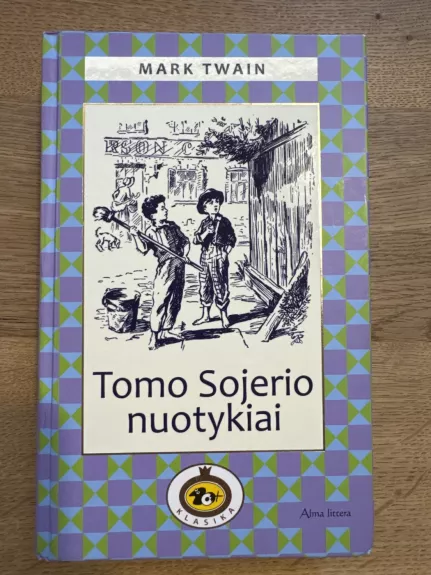 MARK TWAIN
Tomo Sojerio
nuotykiai
KLASIKA
Alma littera